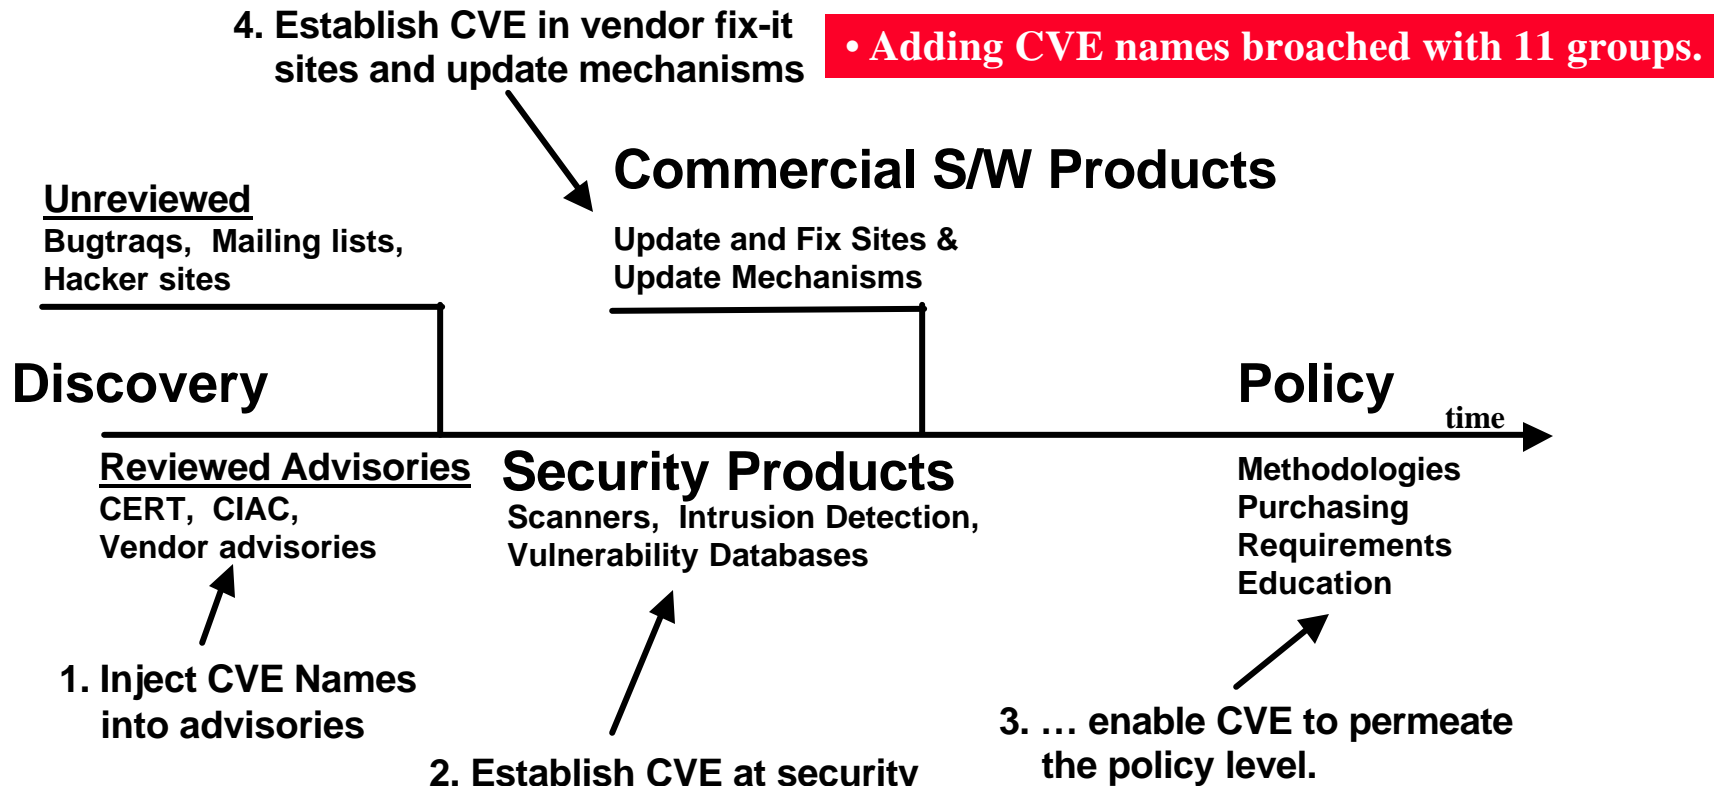 4. Establish CVE in vendor fix-it
sites and update mechanisms
• Adding CVE names broached with 11 groups.
Commercial S/W Products
Unreviewed
Bugtraqs, Mailing lists,
Hacker sites
Update and Fix Sites &
Update Mechanisms
Discovery
Policy
time
Reviewed Advisories
CERT, CIAC,
Vendor advisories
Security Products
Scanners, Intrusion Detection,
Vulnerability Databases
Methodologies
Purchasing
Requirements
Education
1. Inject CVE Names
into advisories
2. Establish CVE at security
3. … enable CVE to permeate
the policy level.